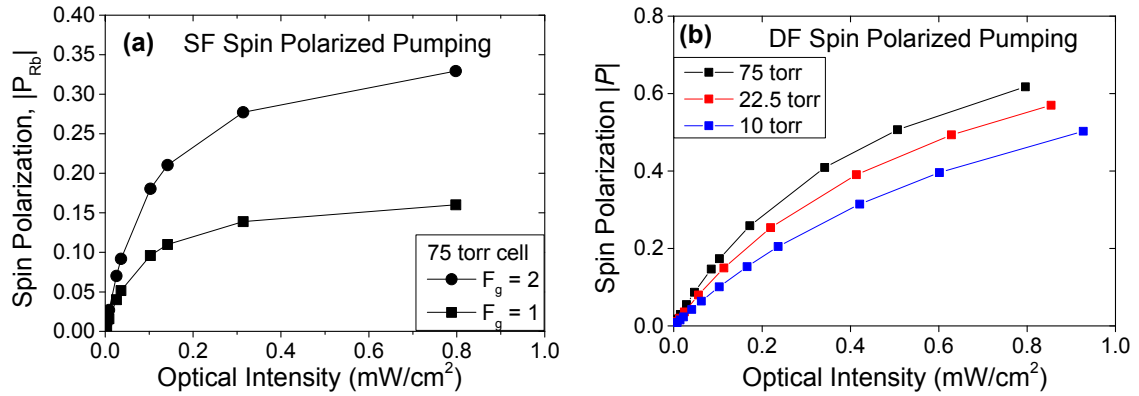 (a) SF Spin Polarized Pumping
Spin Polarization, |P_Rb|
0.40
0.35
0.30
0.25
0.20
0.15
0.10
0.05
0.00
75 torr cell
F_g = 2
F_g = 1
0.0 0.2 0.4 0.6 0.8 1.0
Optical Intensity (mW/cm²)
(b) DF Spin Polarized Pumping
Spin Polarization |P|
0.8
0.6
0.4
0.2
0.0
75 torr
22.5 torr
10 torr
0.0 0.2 0.4 0.6 0.8 1.0
Optical Intensity (mW/cm²)